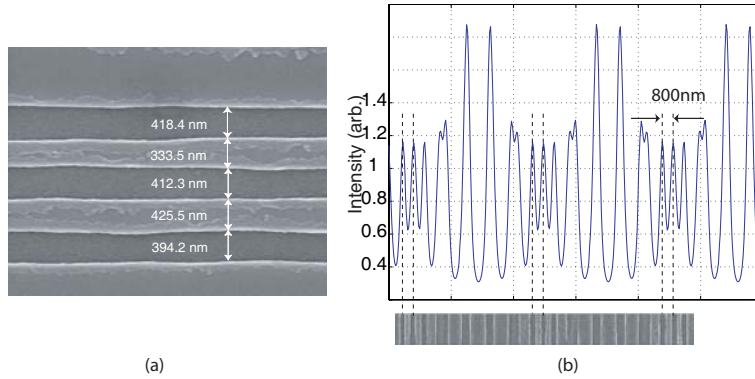 418.4 nm
333.5 nm
412.3 nm
425.5 nm
394.2 nm
(a)
Intensity (arb.)
1.4
1.2
1
0.8
0.6
0.4
800nm
(b)